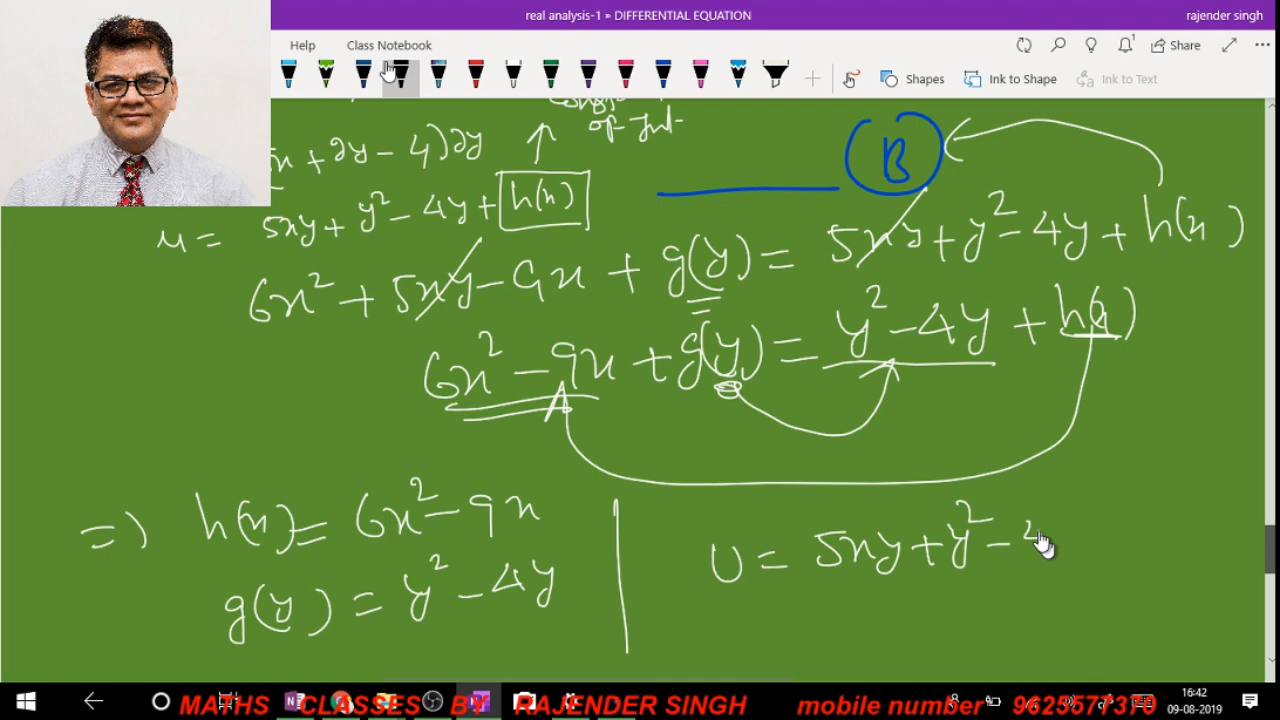 real analysis-1 » DIFFERENTIAL EQUATION
rajender singh
Help Class Notebook
Share
Shapes
Ink to Shape
Ink to Text
of
x + 2y - 4)∂y
B
u = 5xy + y² - 4y + h(x)
6x² + 5xy - 9x + g(y) = 5xy + y² - 4y + h(x)
6x² - 9x + g(y) = y² - 4y + h( )
=> h(x) = 6x² - 9x
g(y) = y² - 4y
U = 5xy + y² - 4
16:42
09-08-2019
MATHS CLASSES BY RAJENDER SINGH mobile number -